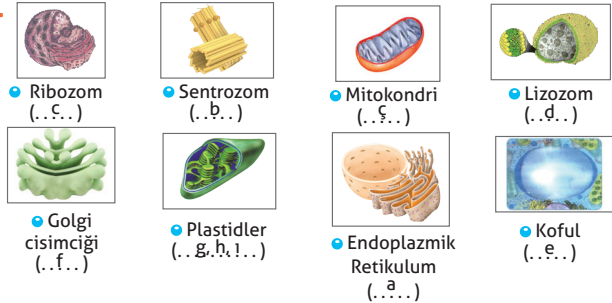 Ribozom
(..c..)
Sentrozom
(..b..)
Mitokondri
(..ç..)
Lizozom
(..d..)
Golgi
cisimciği
(..f..)
Plastidler
(..g, h, ı..)
Endoplazmik
Retikulum
(..a..)
Koful
(..e..)